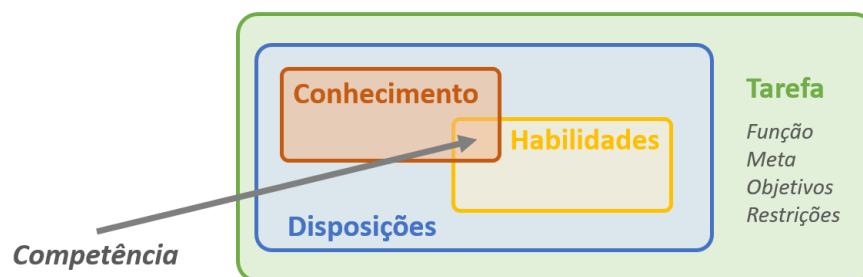 Conhecimento
Habilidades
Disposições
Competência
Tarefa
Função
Meta
Objetivos
Restrições